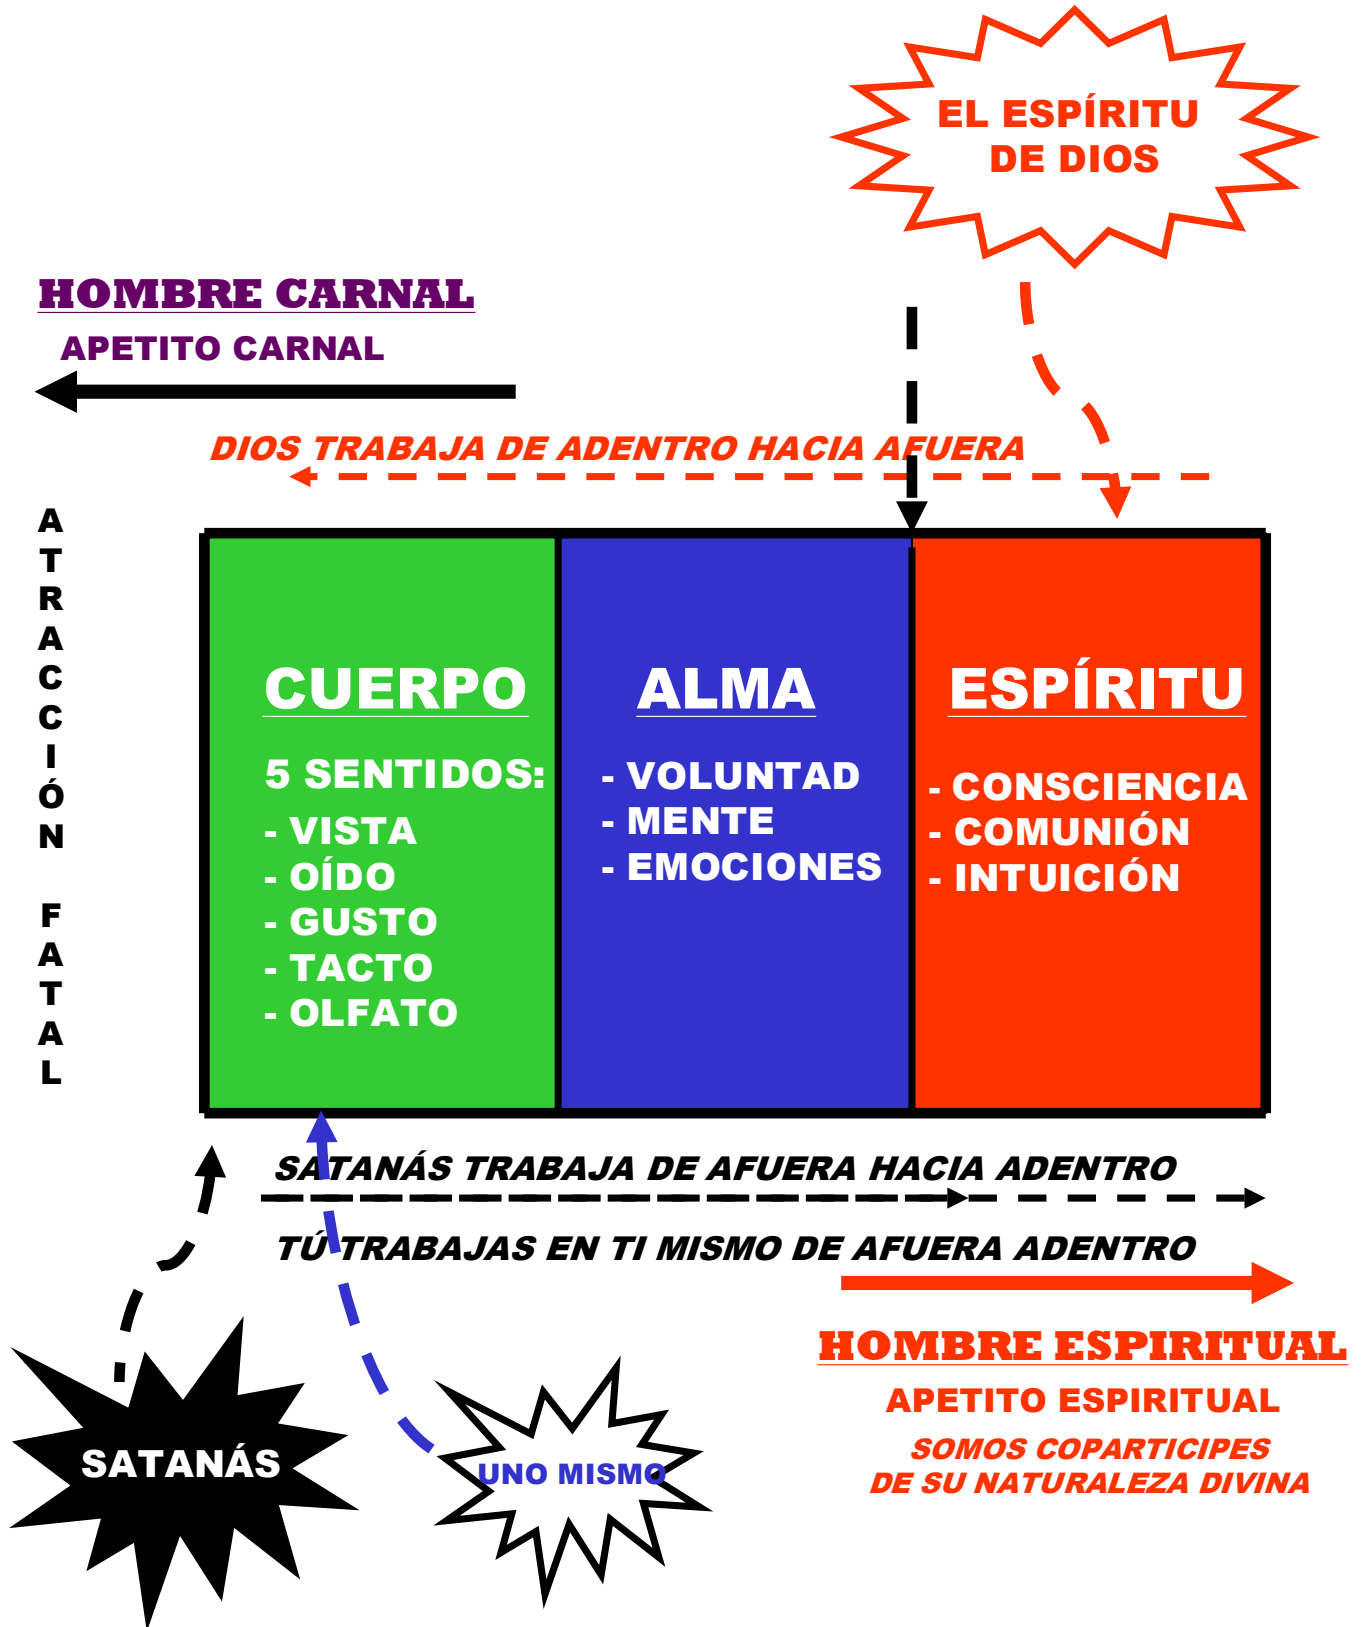 EL ESPÍRITU
DE DIOS
HOMBRE CARNAL
APETITO CARNAL
DIOS TRABAJA DE ADENTRO HACIA AFUERA
ATRACCIÓN FATAL
CUERPO
5 SENTIDOS:
- VISTA
- OÍDO
- GUSTO
- TACTO
- OLFATO
ALMA
- VOLUNTAD
- MENTE
- EMOCIONES
ESPÍRITU
- CONSCIENCIA
- COMUNIÓN
- INTUICIÓN
SATANÁS TRABAJA DE AFUERA HACIA ADENTRO
TÚ TRABAJAS EN TI MISMO DE AFUERA ADENTRO
HOMBRE ESPIRITUAL
APETITO ESPIRITUAL
SOMOS COPARTICIPES
DE SU NATURALEZA DIVINA
SATANÁS
UNO MISMO